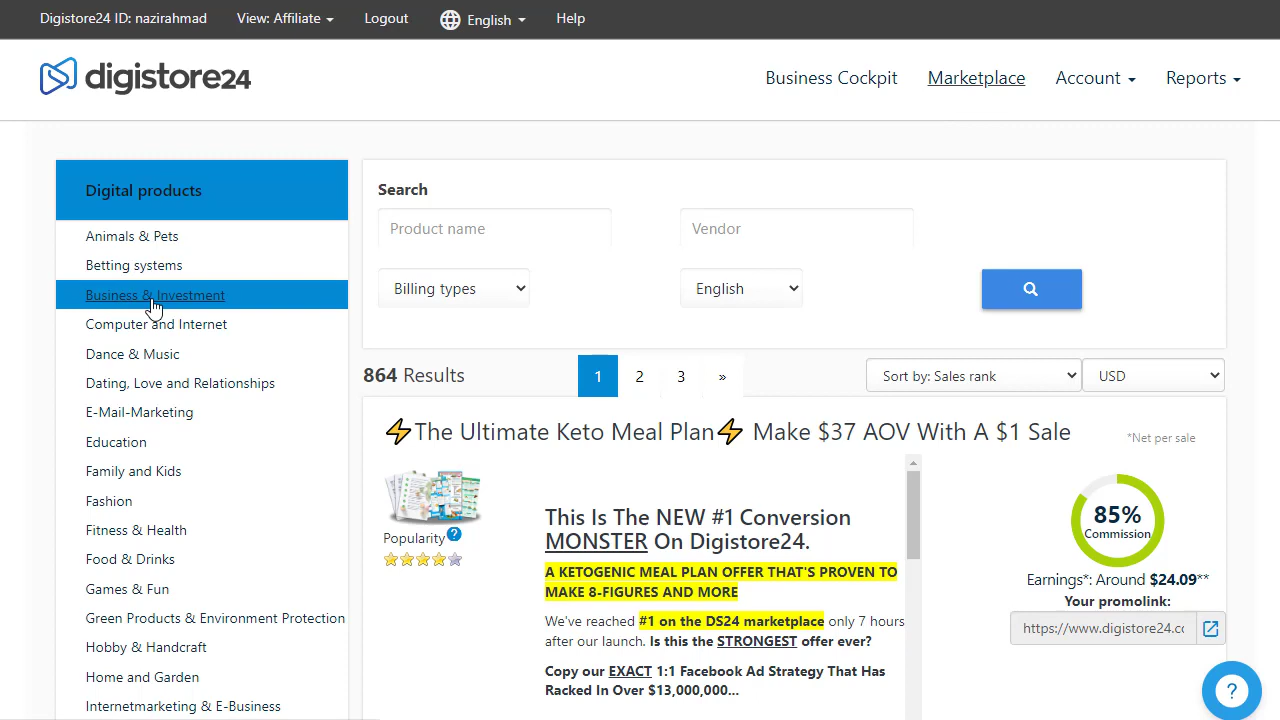 Digistore24 ID: nazirahmad View: Affiliate Logout English Help
digistore24 Business Cockpit Marketplace Account Reports
Digital products
Animals & Pets
Betting systems
Business & Investment
Computer and Internet
Dance & Music
Dating, Love and Relationships
E-Mail-Marketing
Education
Family and Kids
Fashion
Fitness & Health
Food & Drinks
Games & Fun
Green Products & Environment Protection
Hobby & Handcraft
Home and Garden
Internetmarketing & E-Business
Search
Product name Vendor
Billing types English
864 Results 1 2 3 » Sort by: Sales rank USD
⚡The Ultimate Keto Meal Plan⚡ Make $37 AOV With A $1 Sale
*Net per sale
Popularity ?
This Is The NEW #1 Conversion
MONSTER On Digistore24.
A KETOGENIC MEAL PLAN OFFER THAT'S PROVEN TO
MAKE 8-FIGURES AND MORE
We've reached #1 on the DS24 marketplace only 7 hours
after our launch. Is this the STRONGEST offer ever?
Copy our EXACT 1:1 Facebook Ad Strategy That Has
Racked In Over $13,000,000...
85%
Commission
Earnings*: Around $24.09**
Your promolink:
https://www.digistore24.cc
?